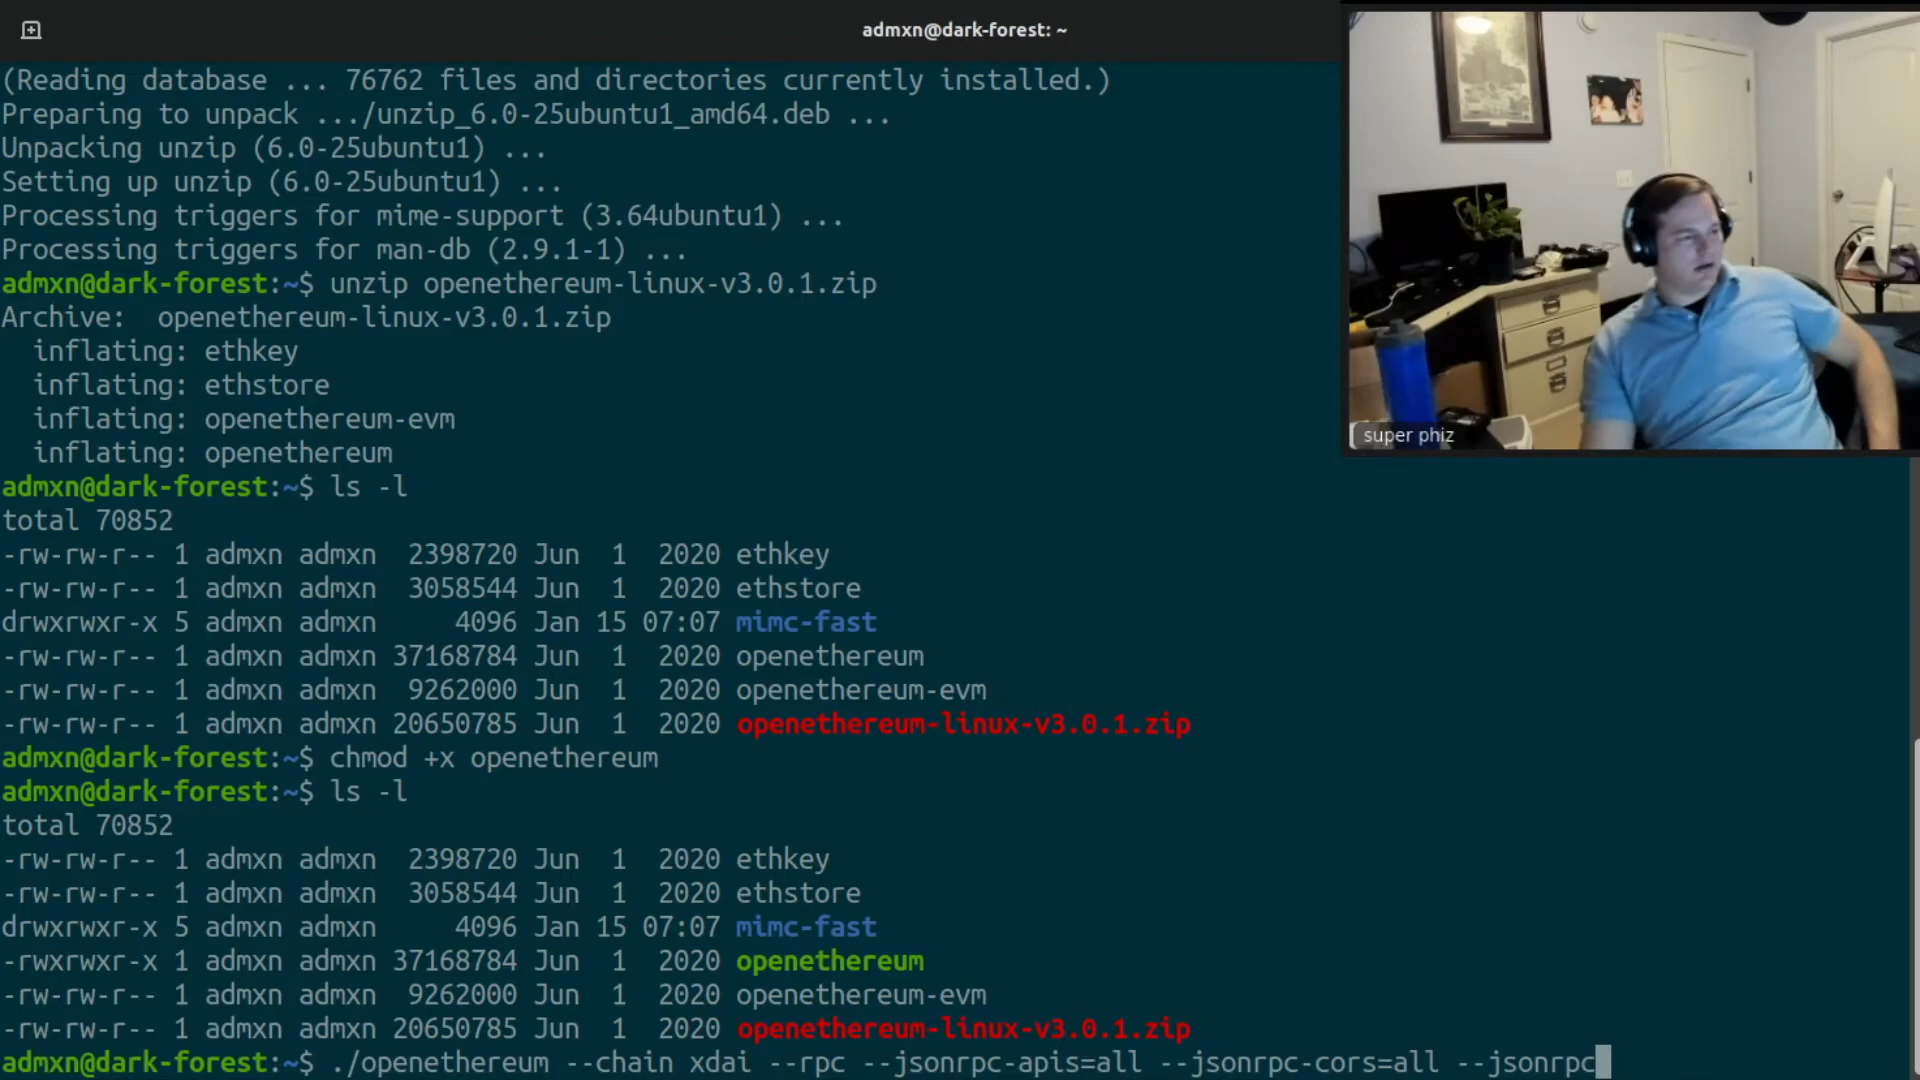 admxn@dark-forest: ~
(Reading database ... 76762 files and directories currently installed.)
Preparing to unpack .../unzip_6.0-25ubuntu1_amd64.deb ...
Unpacking unzip (6.0-25ubuntu1) ...
Setting up unzip (6.0-25ubuntu1) ...
Processing triggers for mime-support (3.64ubuntu1) ...
Processing triggers for man-db (2.9.1-1) ...
admxn@dark-forest:~$ unzip openethereum-linux-v3.0.1.zip
Archive:  openethereum-linux-v3.0.1.zip
  inflating: ethkey
  inflating: ethstore
  inflating: openethereum-evm
  inflating: openethereum
super phiz
admxn@dark-forest:~$ ls -l
total 70852
-rw-rw-r-- 1 admxn admxn  2398720 Jun  1  2020 ethkey
-rw-rw-r-- 1 admxn admxn  3058544 Jun  1  2020 ethstore
drwxrwxr-x 5 admxn admxn     4096 Jan 15 07:07 mimc-fast
-rw-rw-r-- 1 admxn admxn 37168784 Jun  1  2020 openethereum
-rw-rw-r-- 1 admxn admxn  9262000 Jun  1  2020 openethereum-evm
-rw-rw-r-- 1 admxn admxn 20650785 Jun  1  2020 openethereum-linux-v3.0.1.zip
admxn@dark-forest:~$ chmod +x openethereum
admxn@dark-forest:~$ ls -l
total 70852
-rw-rw-r-- 1 admxn admxn  2398720 Jun  1  2020 ethkey
-rw-rw-r-- 1 admxn admxn  3058544 Jun  1  2020 ethstore
drwxrwxr-x 5 admxn admxn     4096 Jan 15 07:07 mimc-fast
-rwxrwxr-x 1 admxn admxn 37168784 Jun  1  2020 openethereum
-rw-rw-r-- 1 admxn admxn  9262000 Jun  1  2020 openethereum-evm
-rw-rw-r-- 1 admxn admxn 20650785 Jun  1  2020 openethereum-linux-v3.0.1.zip
admxn@dark-forest:~$ ./openethereum --chain xdai --rpc --jsonrpc-apis=all --jsonrpc-cors=all --jsonrpc